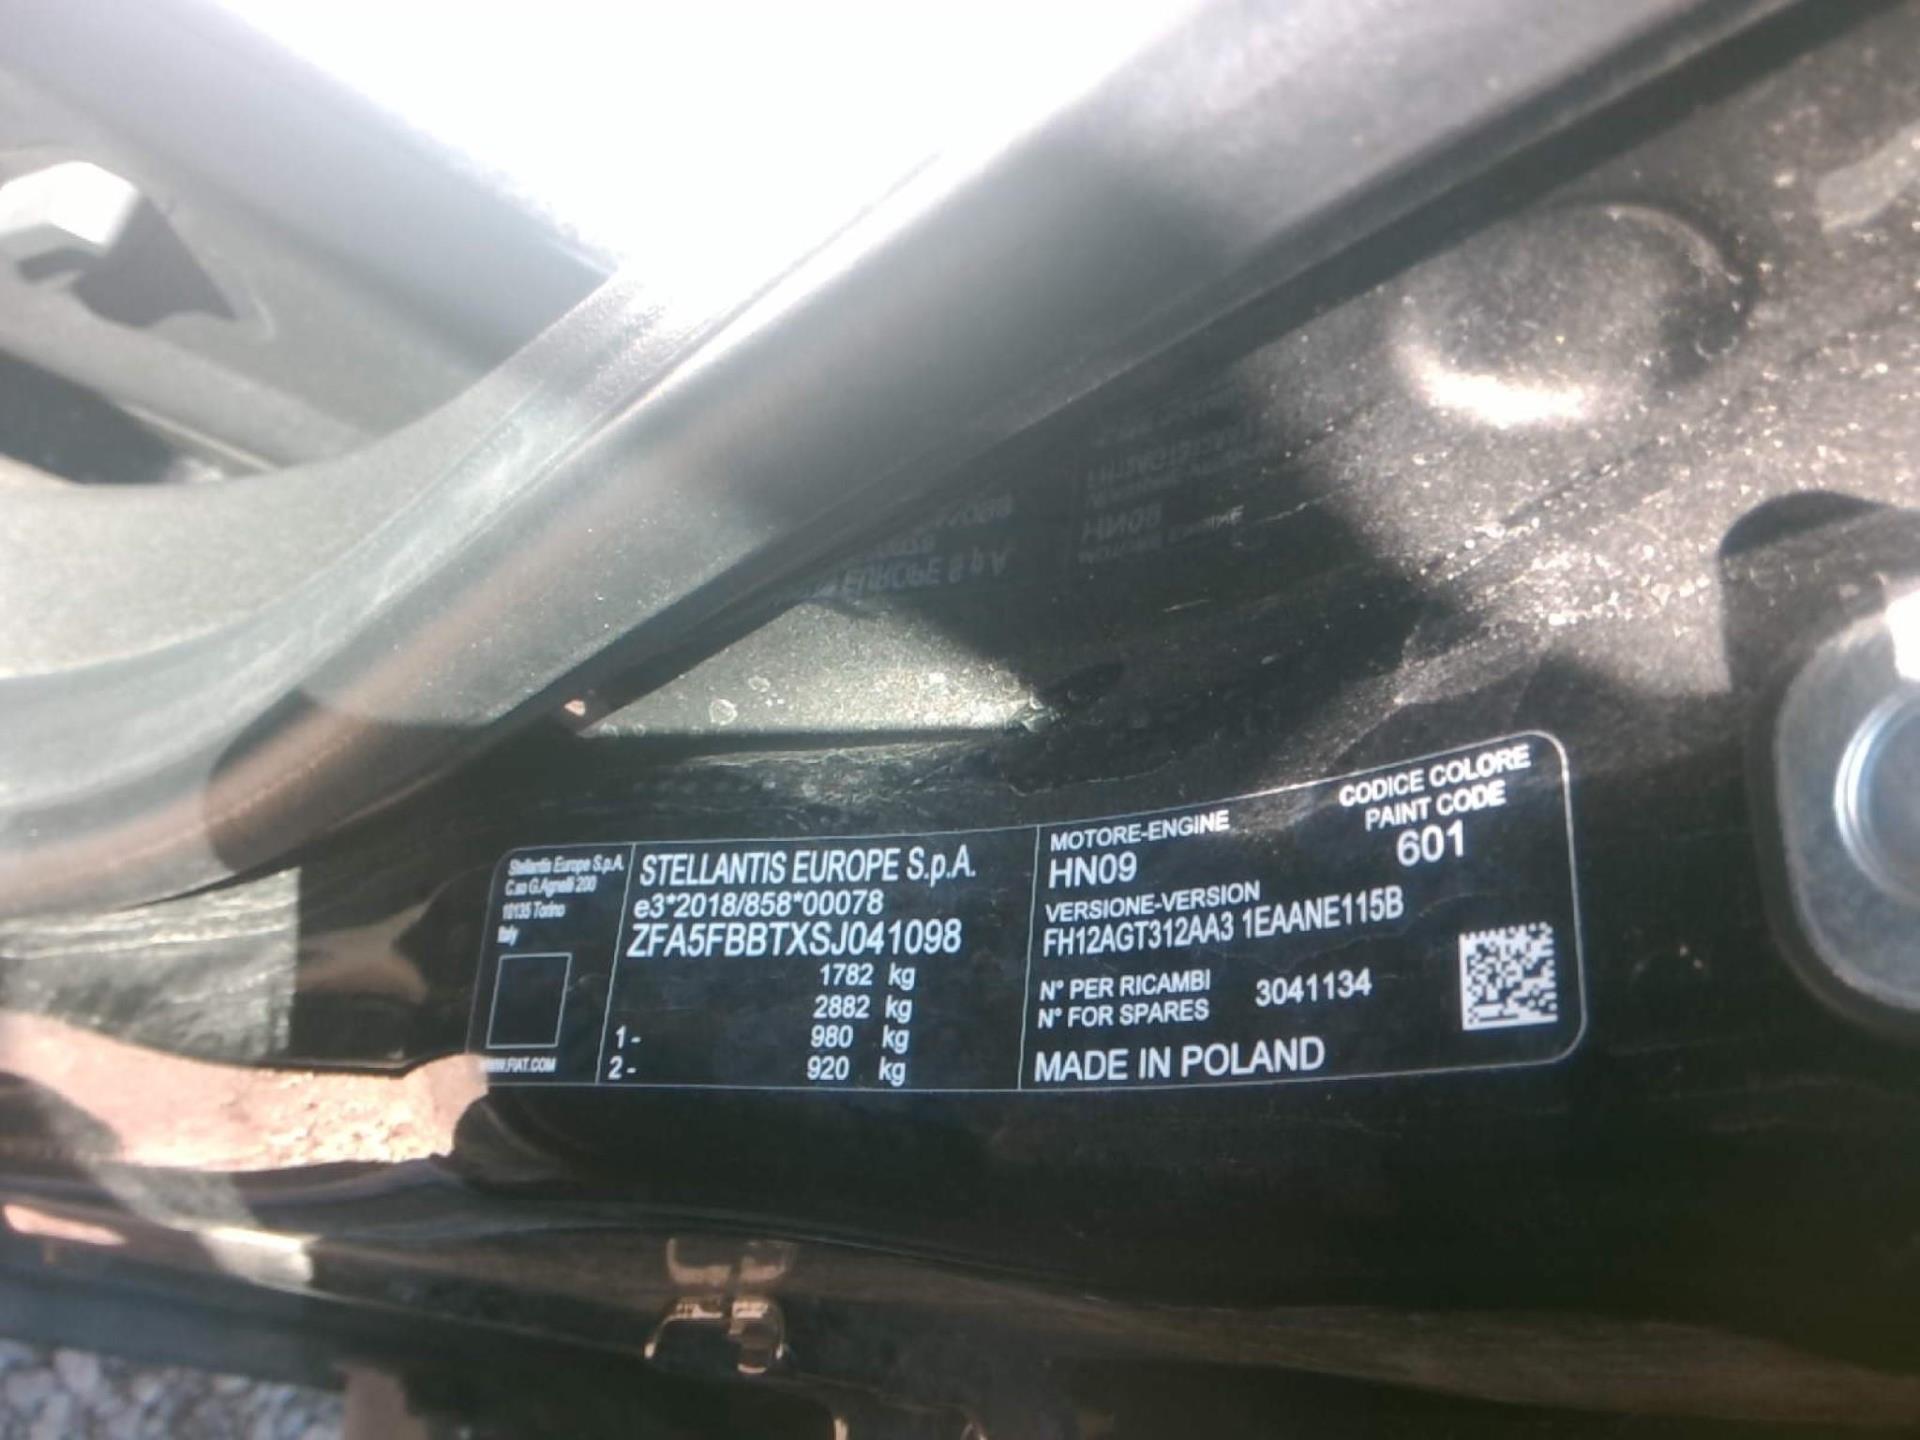 Stellantis Europe S.p.A.
C.so G.Agnelli 200
10135 Torino
Italy
WWW.FIAT.COM
STELLANTIS EUROPE S.p.A.
e3*2018/858*00078
ZFA5FBBTXSJ041098
1782 kg
2882 kg
1- 980 kg
2- 920 kg
MOTORE-ENGINE
HN09
CODICE COLORE
PAINT CODE
601
VERSIONE-VERSION
FH12AGT312AA3 1EAANE115B
N° PER RICAMBI
N° FOR SPARES
3041134
MADE IN POLAND